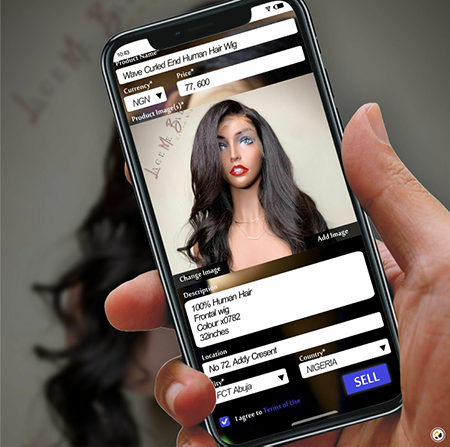 10:43
Product Name*
Wave Curled End Human Hair Wig
Currency*
Price*
NGN
77, 600
Product Image(s)*
Change Image
Add Image
Description
100% Human Hair
Frontal wig
Colour x0782
32inches
Location
No 72, Addy Cresent
Country*
FCT Abuja
NIGERIA
I agree to Terms of Use
SELL